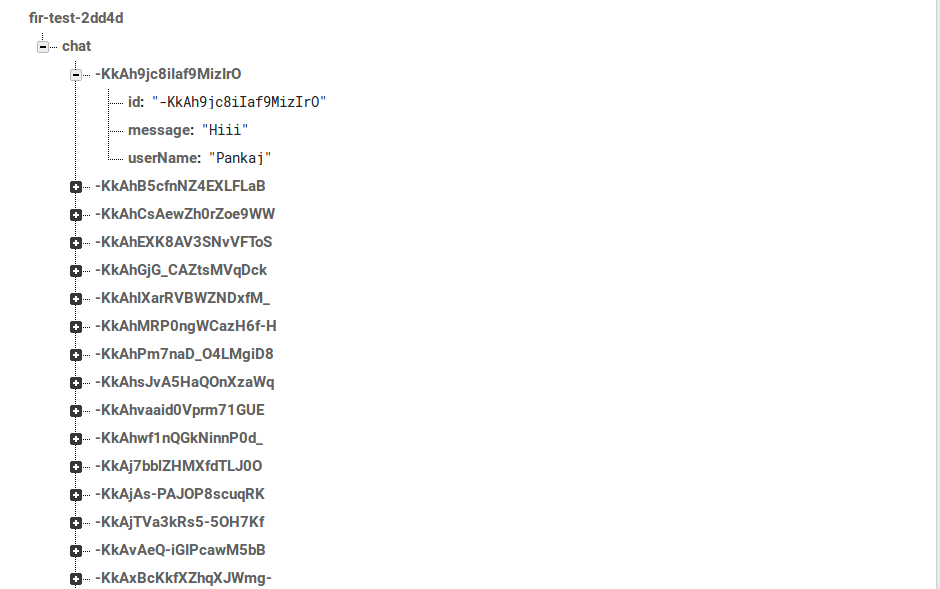 fir-test-2dd4d
chat
-KkAh9jc8iIaf9MizIrO
id: "-KkAh9jc8iIaf9MizIrO"
message: "Hiii"
userName: "Pankaj"
-KkAhB5cfnNZ4EXLFLaB
-KkAhCsAewZh0rZoe9WW
-KkAhEXK8AV3SNvVFToS
-KkAhGjG_CAZtsMVqDck
-KkAhIXarRVBWZNDxfM_
-KkAhMRP0ngWCazH6f-H
-KkAhPm7naD_O4LMgiD8
-KkAhsJvA5HaQOnXzaWq
-KkAhvaaid0Vprm71GUE
-KkAhwf1nQGkNinnP0d_
-KkAj7bblZHMXfdTLJ0O
-KkAjAs-PAJOP8scuqRK
-KkAjTVa3kRs5-5OH7Kf
-KkAvAeQ-iGlPcawM5bB
-KkAxBcKkfXZhqXJWmg-